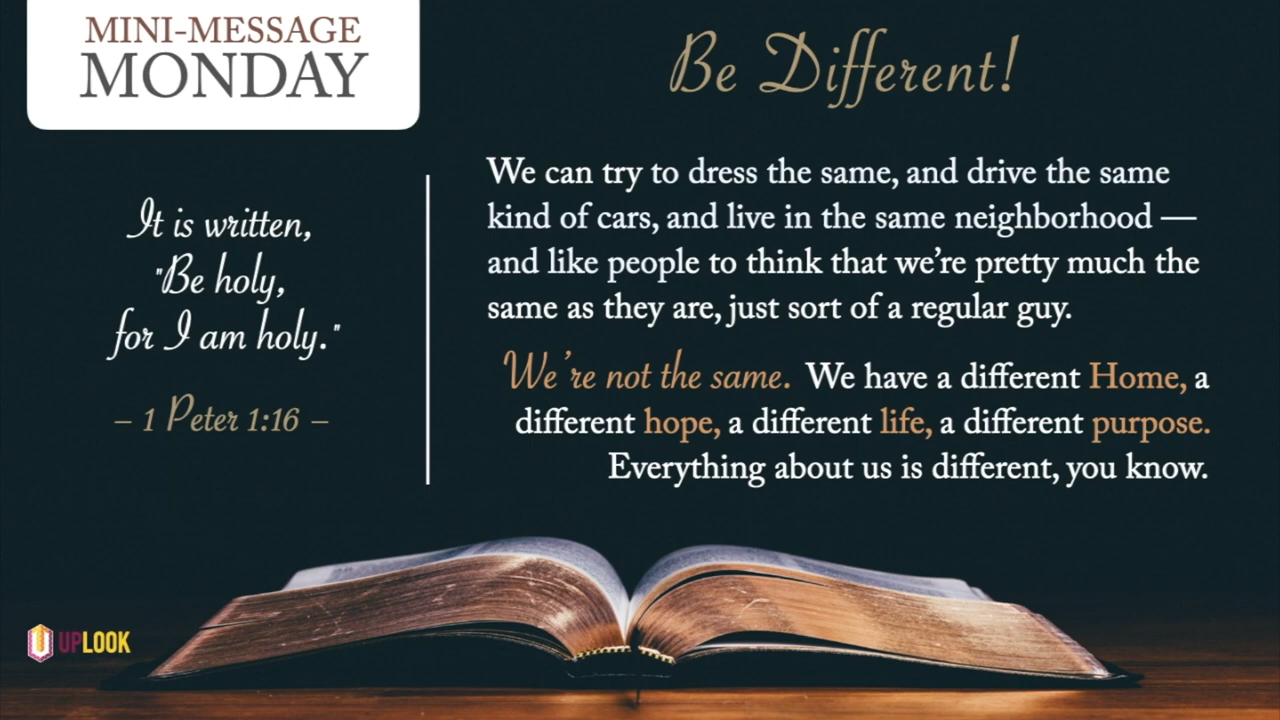 MINI-MESSAGE
MONDAY
Be Different!
It is written,
"Be holy,
for I am holy."
– 1 Peter 1:16 –
We can try to dress the same, and drive the same
kind of cars, and live in the same neighborhood —
and like people to think that we’re pretty much the
same as they are, just sort of a regular guy.
We’re not the same. We have a different Home, a
different hope, a different life, a different purpose.
Everything about us is different, you know.
UPLOOK